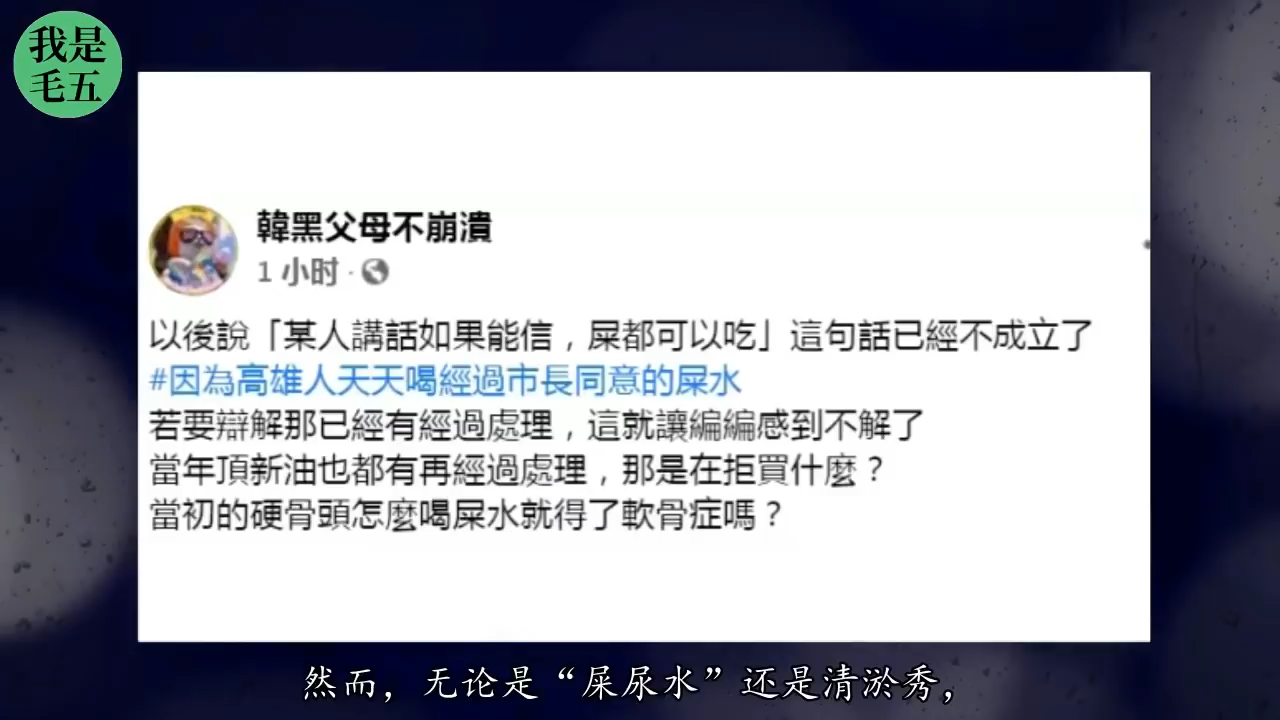 我是
毛五
韓黑父母不崩潰
1 小时 ·
以後說「某人講話如果能信，屎都可以吃」這句話已經不成立了
#因為高雄人天天喝經過市長同意的屎水
若要辯解那已經有經過處理，這就讓編編感到不解了
當年頂新油也都有再經過處理，那是在拒買什麼？
當初的硬骨頭怎麼喝屎水就得了軟骨症嗎？
然而，无论是“屎尿水”还是清淤秀，